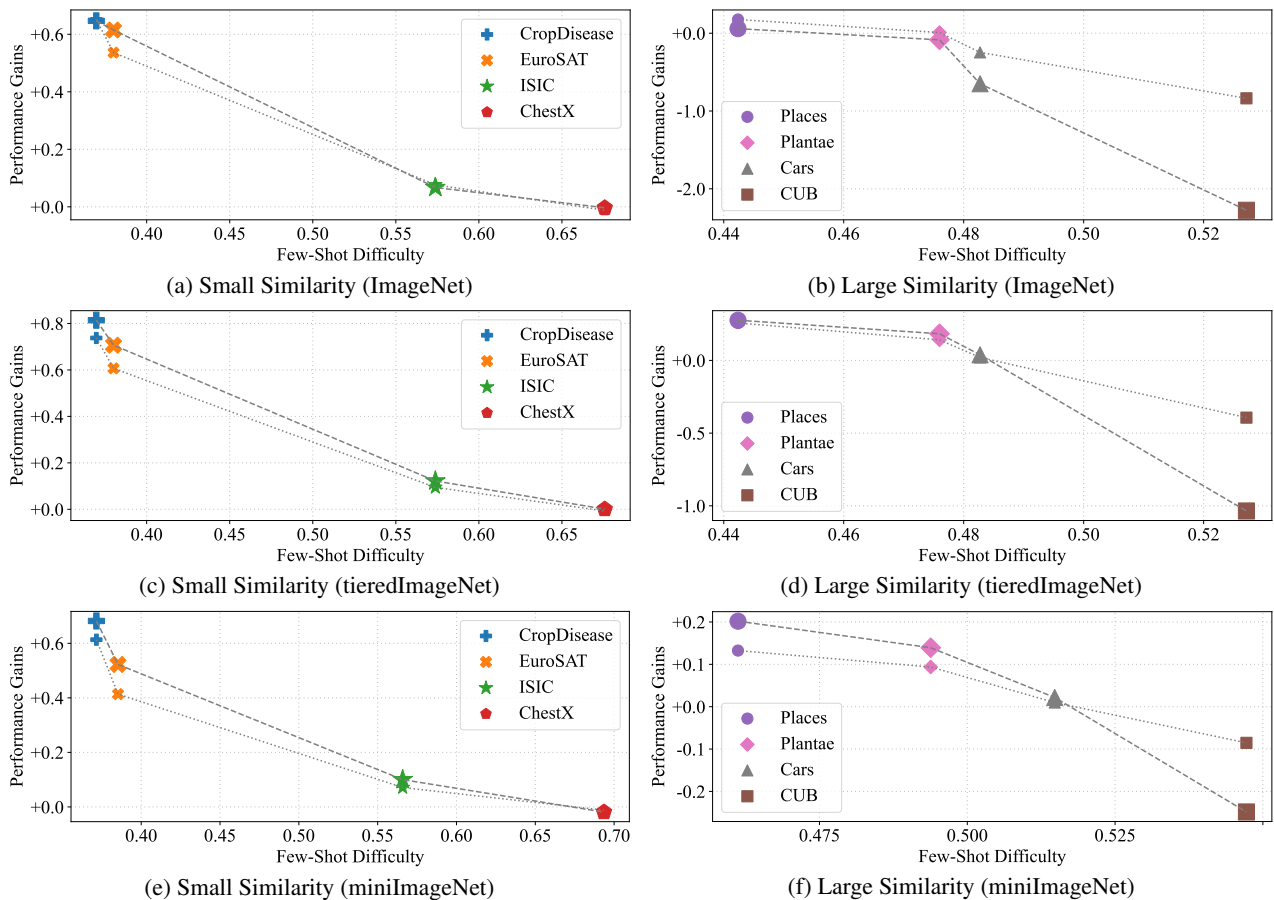 Performance Gains
+0.6
+0.4
+0.2
+0.0
CropDisease
EuroSAT
ISIC
ChestX
0.40 0.45 0.50 0.55 0.60 0.65
Few-Shot Difficulty
(a) Small Similarity (ImageNet)
Performance Gains
+0.0
-1.0
-2.0
Places
Plantae
Cars
CUB
0.44 0.46 0.48 0.50 0.52
Few-Shot Difficulty
(b) Large Similarity (ImageNet)
Performance Gains
+0.8
+0.6
+0.4
+0.2
+0.0
CropDisease
EuroSAT
ISIC
ChestX
0.40 0.45 0.50 0.55 0.60 0.65
Few-Shot Difficulty
(c) Small Similarity (tieredImageNet)
Performance Gains
+0.0
-0.5
-1.0
Places
Plantae
Cars
CUB
0.44 0.46 0.48 0.50 0.52
Few-Shot Difficulty
(d) Large Similarity (tieredImageNet)
Performance Gains
+0.6
+0.4
+0.2
+0.0
CropDisease
EuroSAT
ISIC
ChestX
0.40 0.45 0.50 0.55 0.60 0.65 0.70
Few-Shot Difficulty
(e) Small Similarity (miniImageNet)
Performance Gains
+0.2
+0.1
+0.0
-0.1
-0.2
Places
Plantae
Cars
CUB
0.475 0.500 0.525
Few-Shot Difficulty
(f) Large Similarity (miniImageNet)